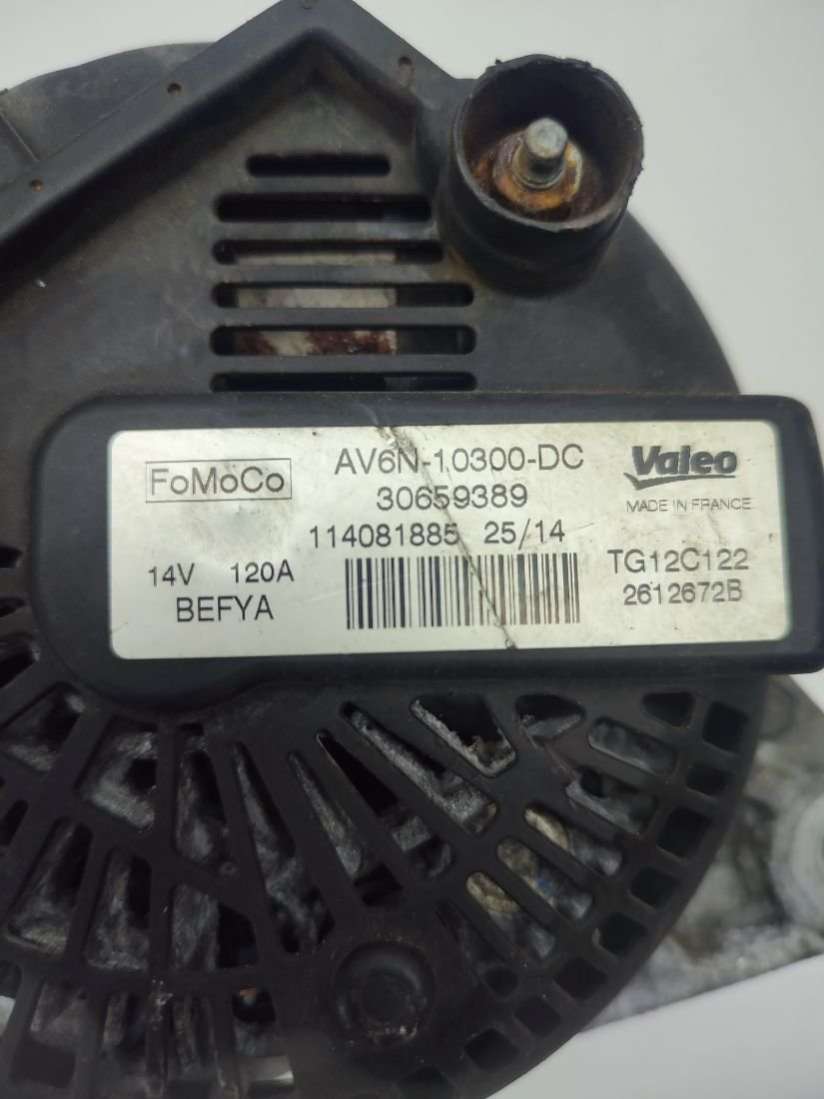 FoMoCo
AV6N-10300-DC
30659389
114081885 25/14
14V 120A
BEFYA
Valeo
MADE IN FRANCE
TG12C122
2612672B